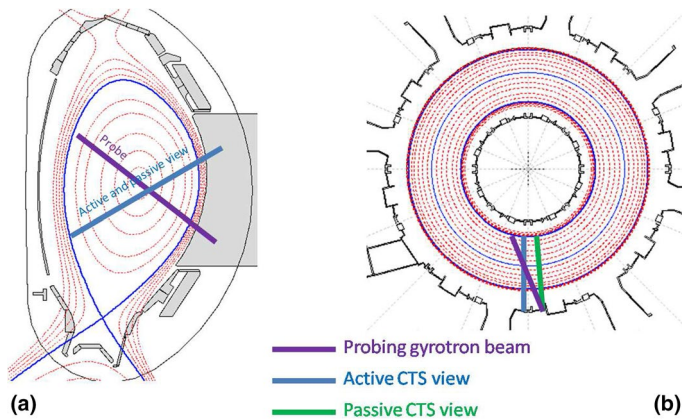 Probe
Active and passive view
(a)
Probing gyrotron beam
Active CTS view
Passive CTS view
(b)